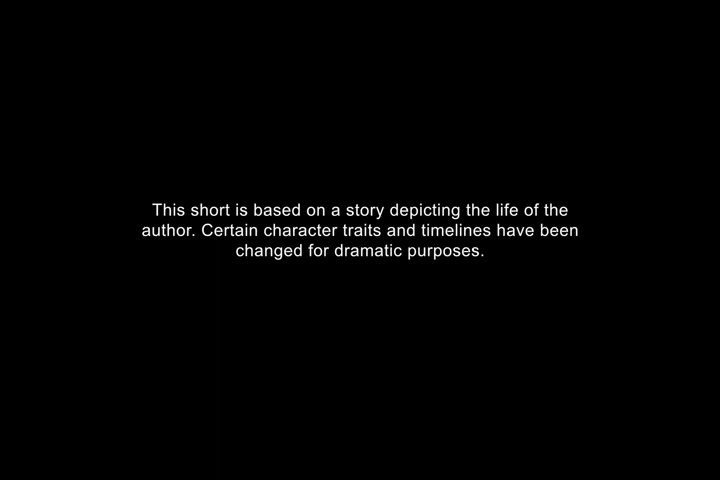 This short is based on a story depicting the life of the
author. Certain character traits and timelines have been
changed for dramatic purposes.